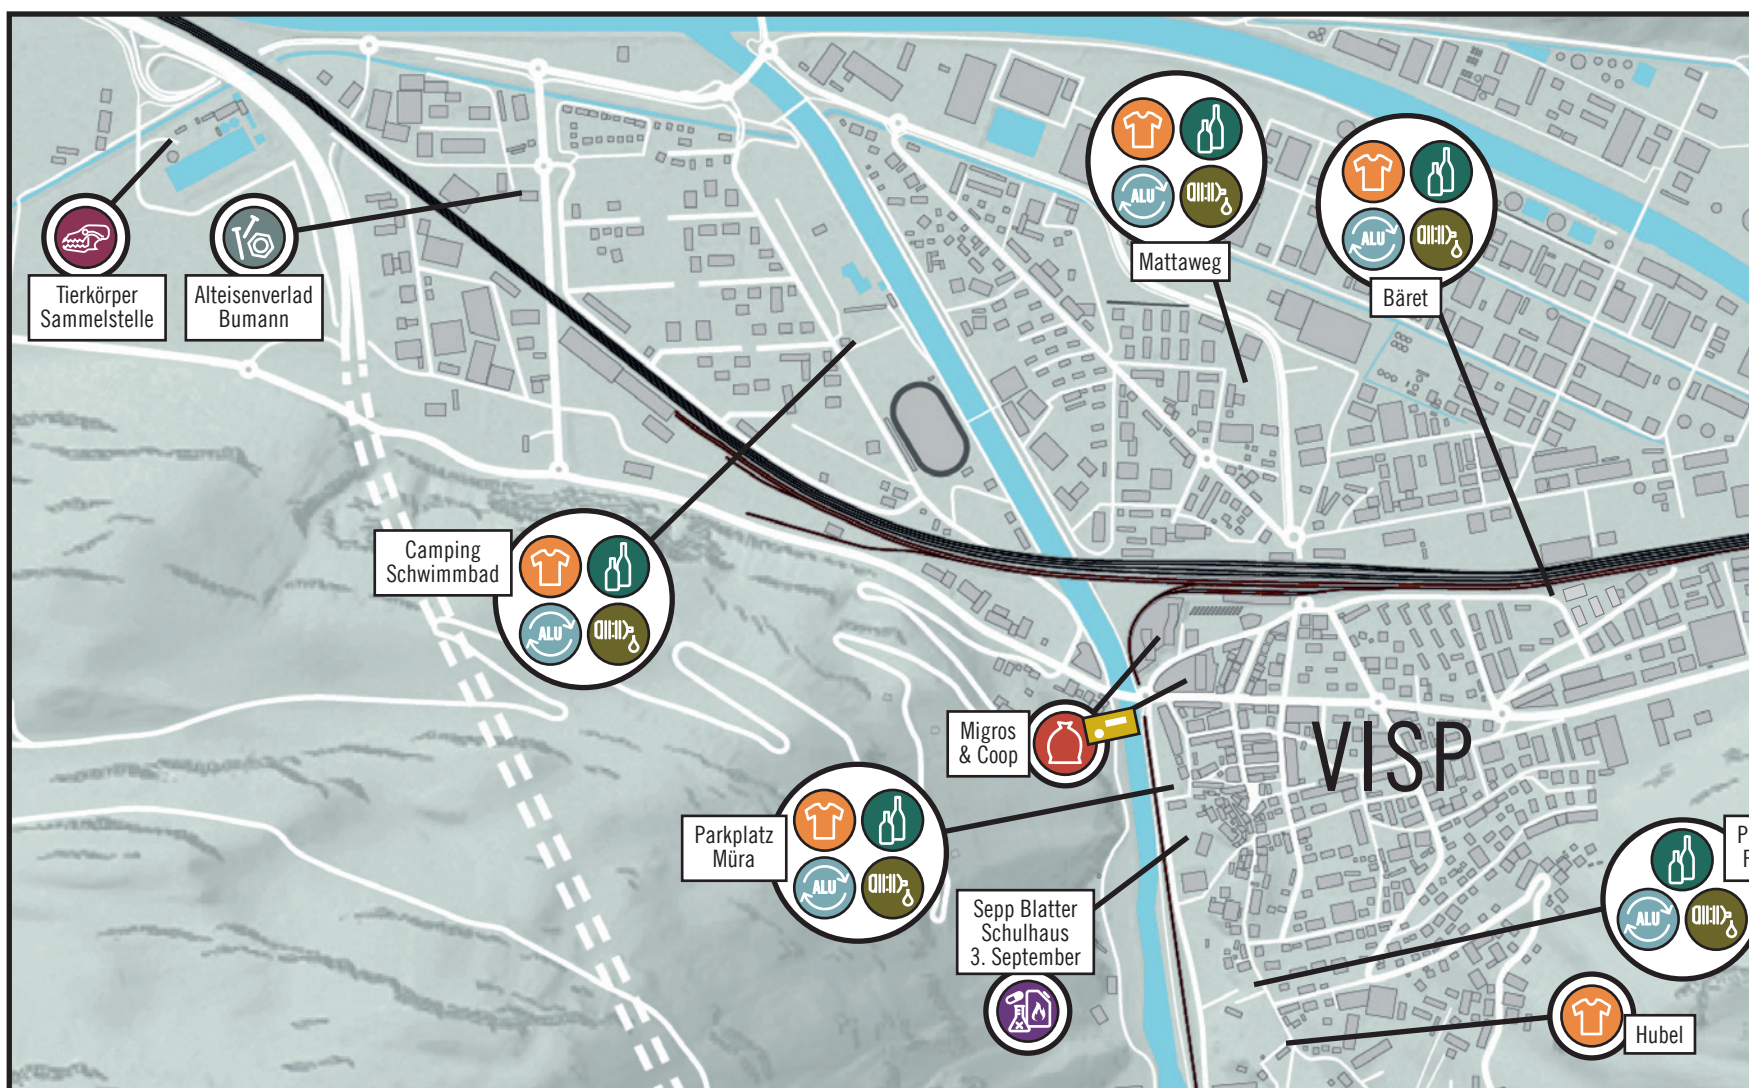 Mattaweg
Bäret
Tierkörper
Sammelstelle
Alteisenverlad
Bumann
Camping
Schwimmbad
Migros
& Coop
VISP
Parkplatz
Müra
Sepp Blatter
Schulhaus
3. September
Hubel
ALU
ALU
ALU
ALU
ALU